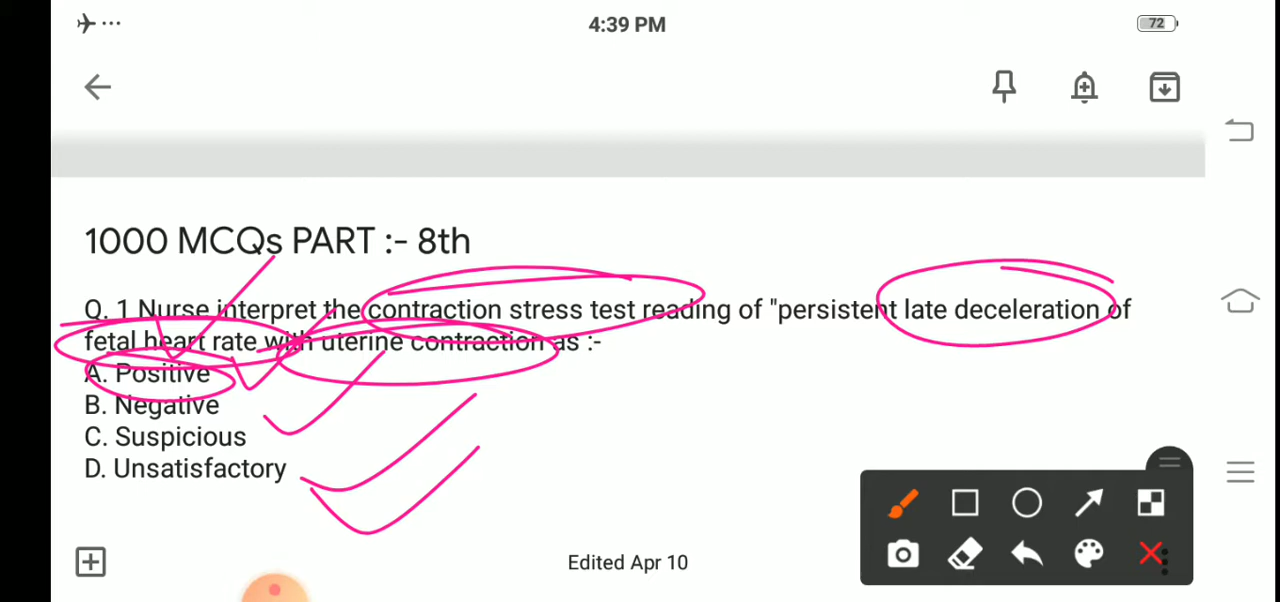 4:39 PM
72
1000 MCQs PART :- 8th
Q. 1 Nurse interpret the contraction stress test reading of "persistent late deceleration of
fetal heart rate with uterine contraction as :-
A. Positive
B. Negative
C. Suspicious
D. Unsatisfactory
Edited Apr 10